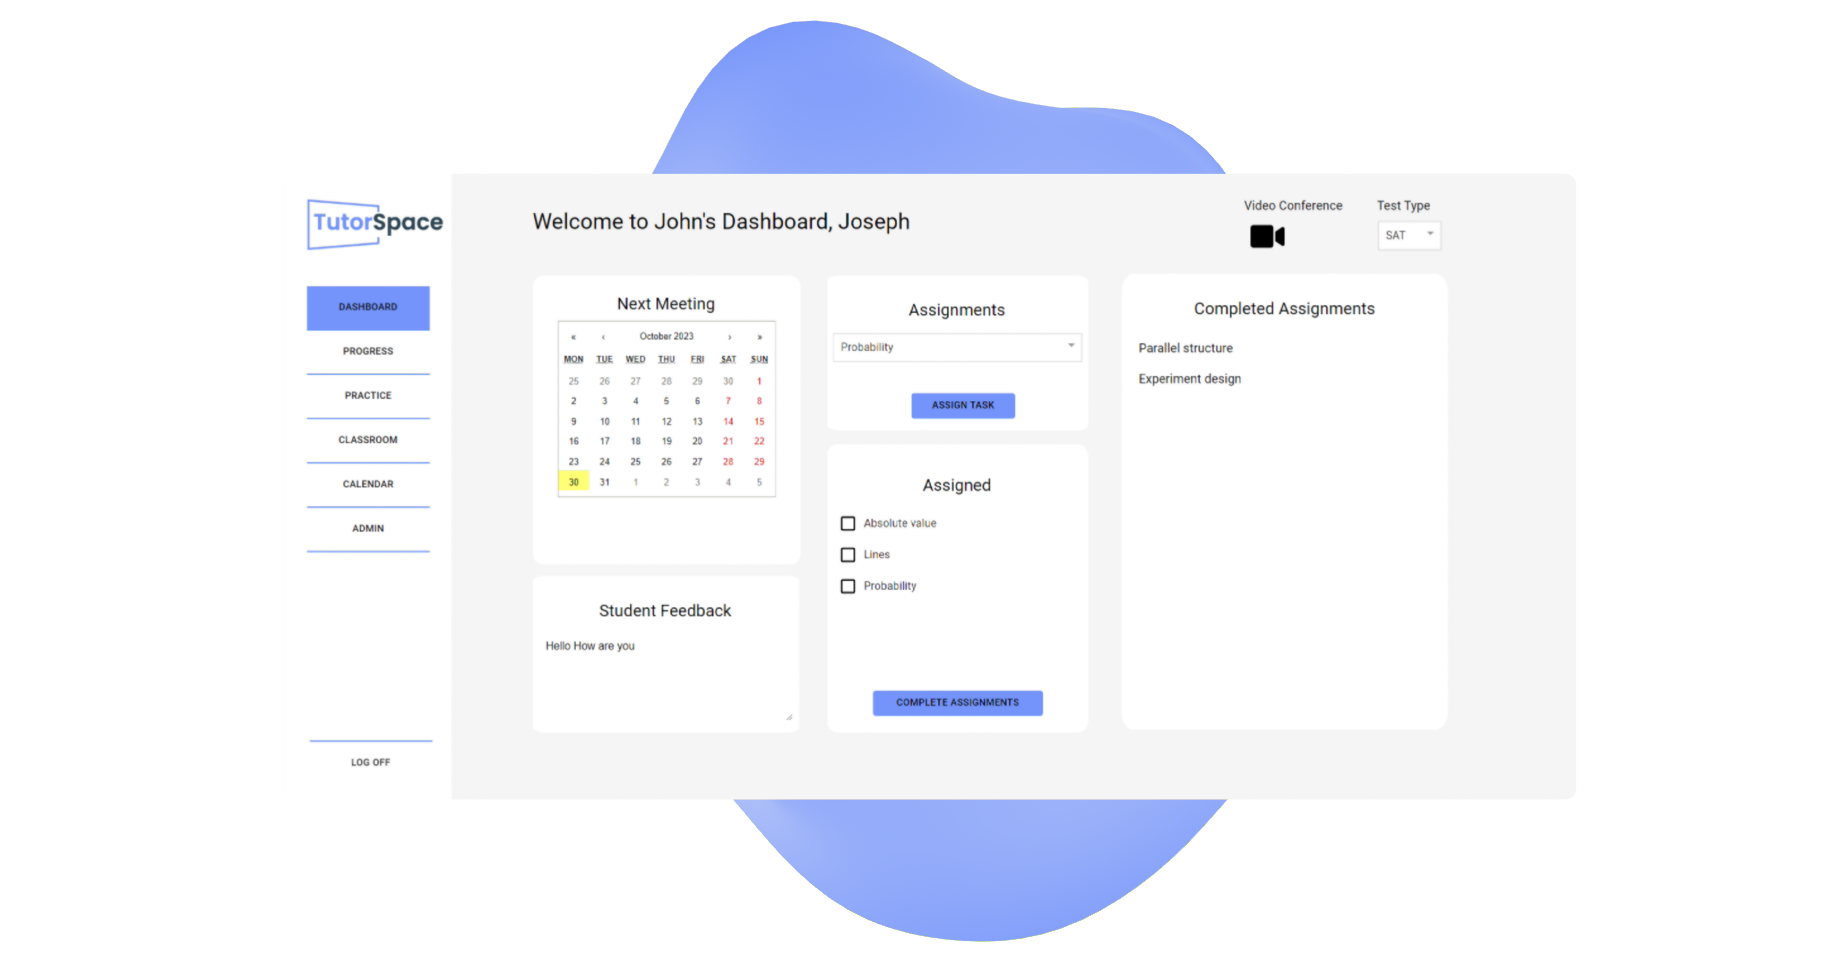 TutorSpace
DASHBOARD
PROGRESS
PRACTICE
CLASSROOM
CALENDAR
ADMIN
LOG OFF
Welcome to John's Dashboard, Joseph
Video Conference
Test Type
SAT
Next Meeting
« ‹ October 2023 › »
MON TUE WED THU FRI SAT SUN
25 26 27 28 29 30 1
2 3 4 5 6 7 8
9 10 11 12 13 14 15
16 17 18 19 20 21 22
23 24 25 26 27 28 29
30 31 1 2 3 4 5
Student Feedback
Hello How are you
Assignments
Probability
ASSIGN TASK
Assigned
Absolute value
Lines
Probability
COMPLETE ASSIGNMENTS
Completed Assignments
Parallel structure
Experiment design